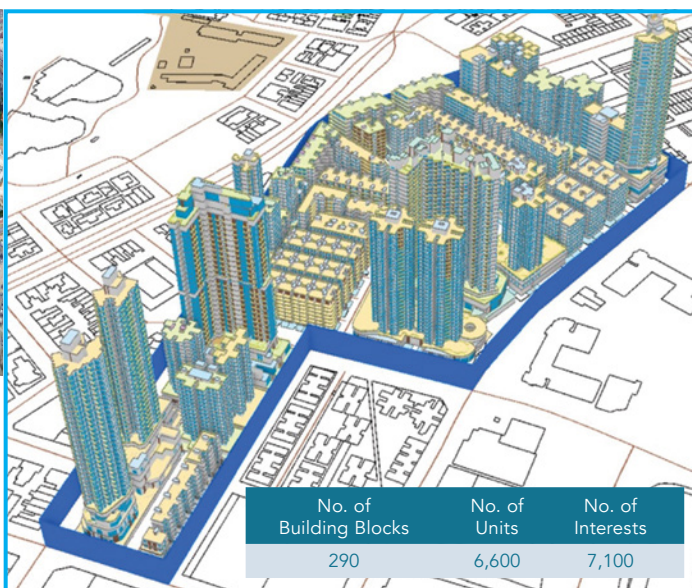 No. of No. of No. of
Building Blocks Units Interests
290 6,600 7,100